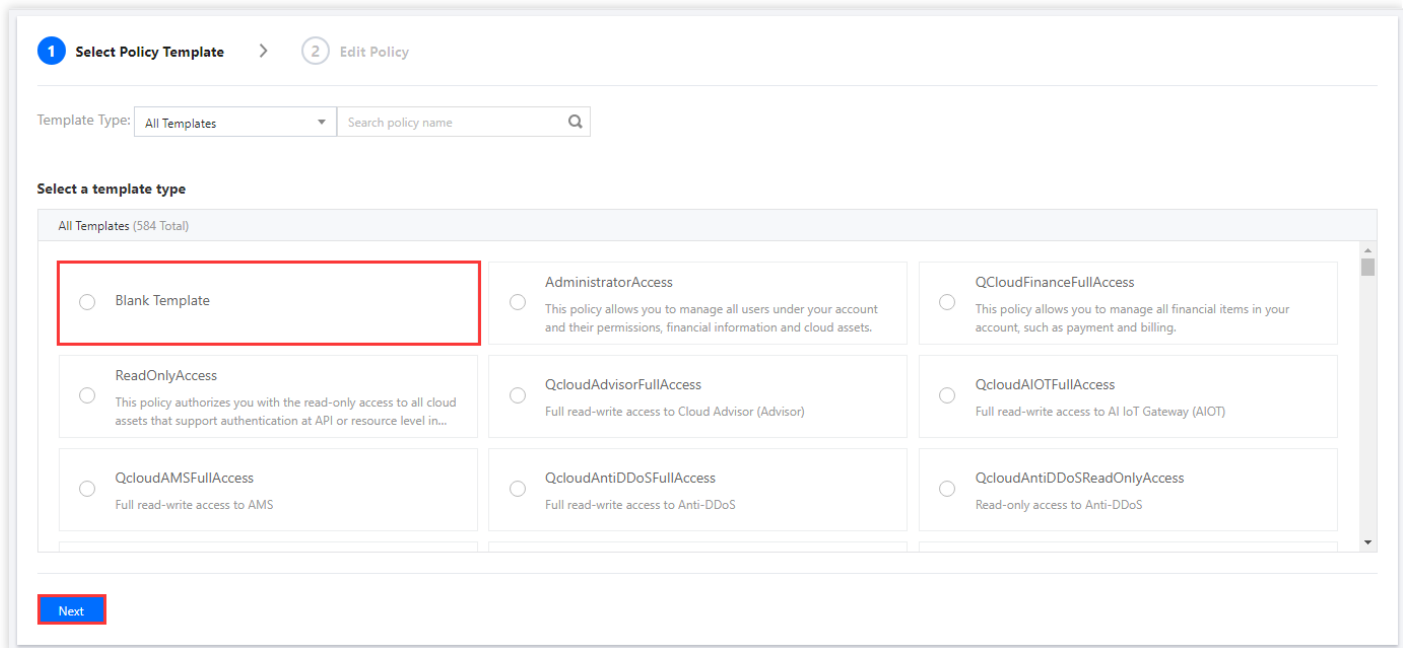 1 Select Policy Template > 2 Edit Policy
Template Type: All Templates Search policy name
Select a template type
All Templates (584 Total)
Blank Template
AdministratorAccess
This policy allows you to manage all users under your account
and their permissions, financial information and cloud assets.
QCloudFinanceFullAccess
This policy allows you to manage all financial items in your
account, such as payment and billing.
ReadOnlyAccess
This policy authorizes you with the read-only access to all cloud
assets that support authentication at API or resource level in...
QcloudAdvisorFullAccess
Full read-write access to Cloud Advisor (Advisor)
QcloudAIOTFullAccess
Full read-write access to AI IoT Gateway (AIOT)
QcloudAMSFullAccess
Full read-write access to AMS
QcloudAntiDDoSFullAccess
Full read-write access to Anti-DDoS
QcloudAntiDDoSReadOnlyAccess
Read-only access to Anti-DDoS
Next